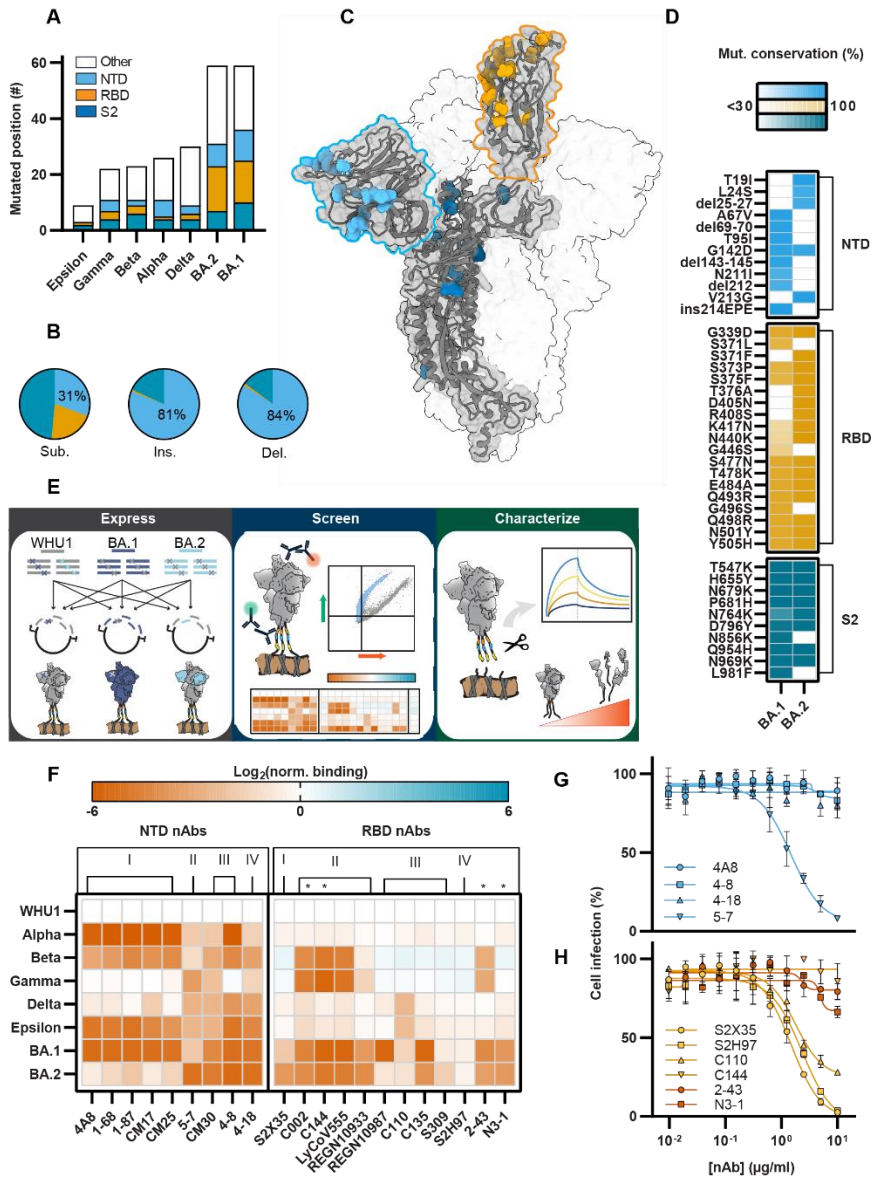 A
Mutated position (#)
60
40
20
0
Other
NTD
RBD
S2
Epsilon
Gamma
Beta
Alpha
Delta
BA.2
BA.1
B
31%
81%
84%
Sub.
Ins.
Del.
C
D
Mut. conservation (%)
<30
100
T19I
L24S
del25-27
A67V
del69-70
T95I
G142D
del143-145
N211I
del212
V213G
ins214EPE
NTD
G339D
S371L
S371F
S373P
S375F
T376A
D405N
R408S
K417N
N440K
G446S
S477N
T478K
E484A
Q493R
G496S
Q498R
N501Y
Y505H
RBD
T547K
H655Y
N679K
P681H
N764K
D796Y
N856K
Q954H
N969K
L981F
S2
BA.1
BA.2
E
Express
Screen
Characterize
WHU1
BA.1
BA.2
F
Log2(norm. binding)
-6
0
6
NTD nAbs
RBD nAbs
I
II
III
IV
I
II
III
IV
* *
* *
WHU1
Alpha
Beta
Gamma
Delta
Epsilon
BA.1
BA.2
4A8
1-68
1-87
CM17
CM25
5-7
CM30
4-8
4-18
S2X35
C002
C144
LyCoV555
REGN10933
REGN10987
C110
C135
S309
S2H97
2-43
N3-1
G
100
50
0
4A8
4-8
4-18
5-7
Cell infection (%)
H
100
50
0
S2X35
S2H97
C110
C144
2-43
N3-1
10-2
10-1
100
101
[nAb] (µg/ml)